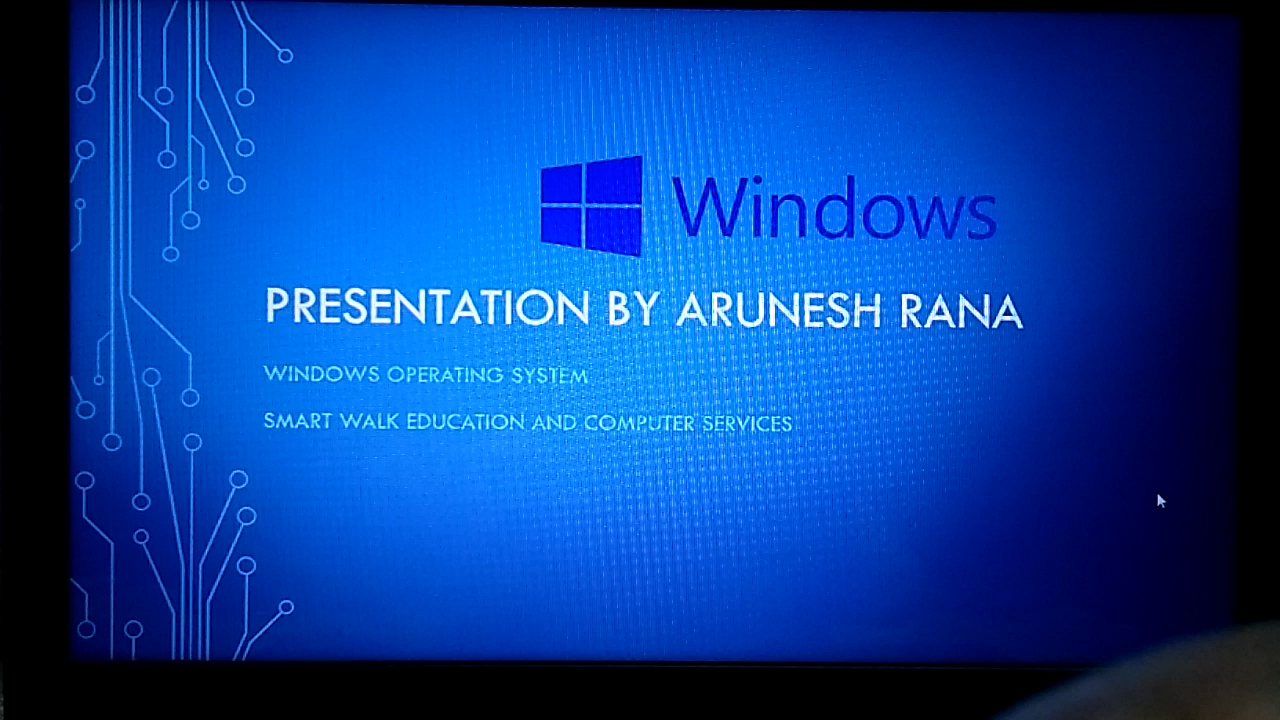 Windows
PRESENTATION BY ARUNESH RANA
WINDOWS OPERATING SYSTEM
SMART WALK EDUCATION AND COMPUTER SERVICES